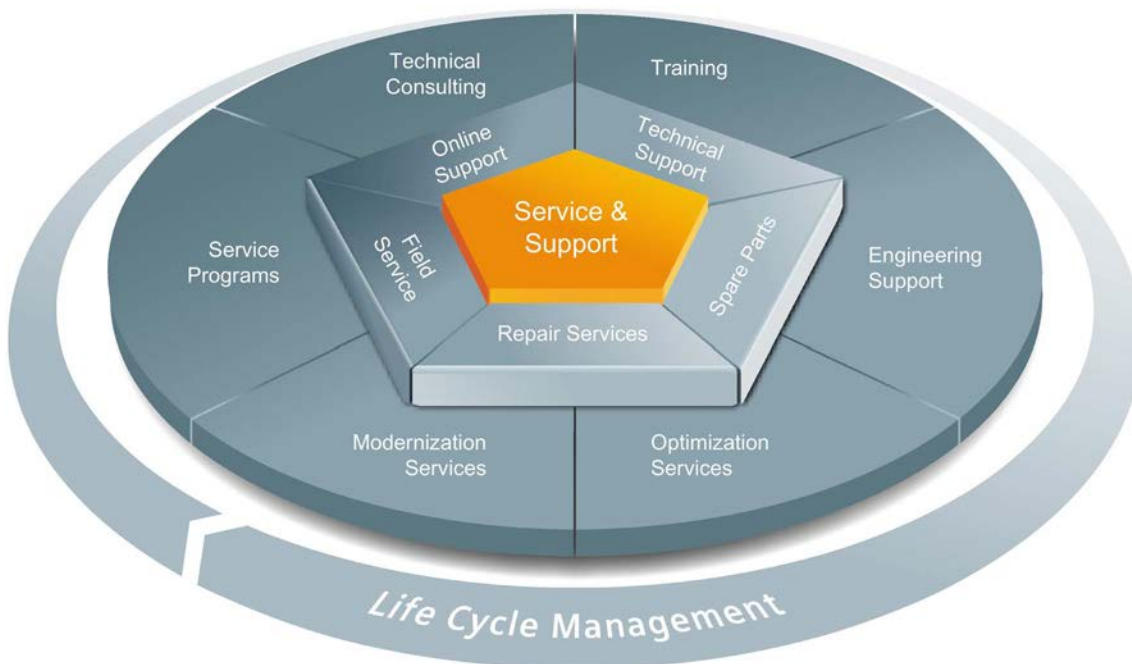 Technical
Consulting
Training
Online
Support
Technical
Support
Service &
Support
Field
Service
Spare Parts
Service
Programs
Engineering
Support
Repair Services
Modernization
Services
Optimization
Services
Life Cycle Management